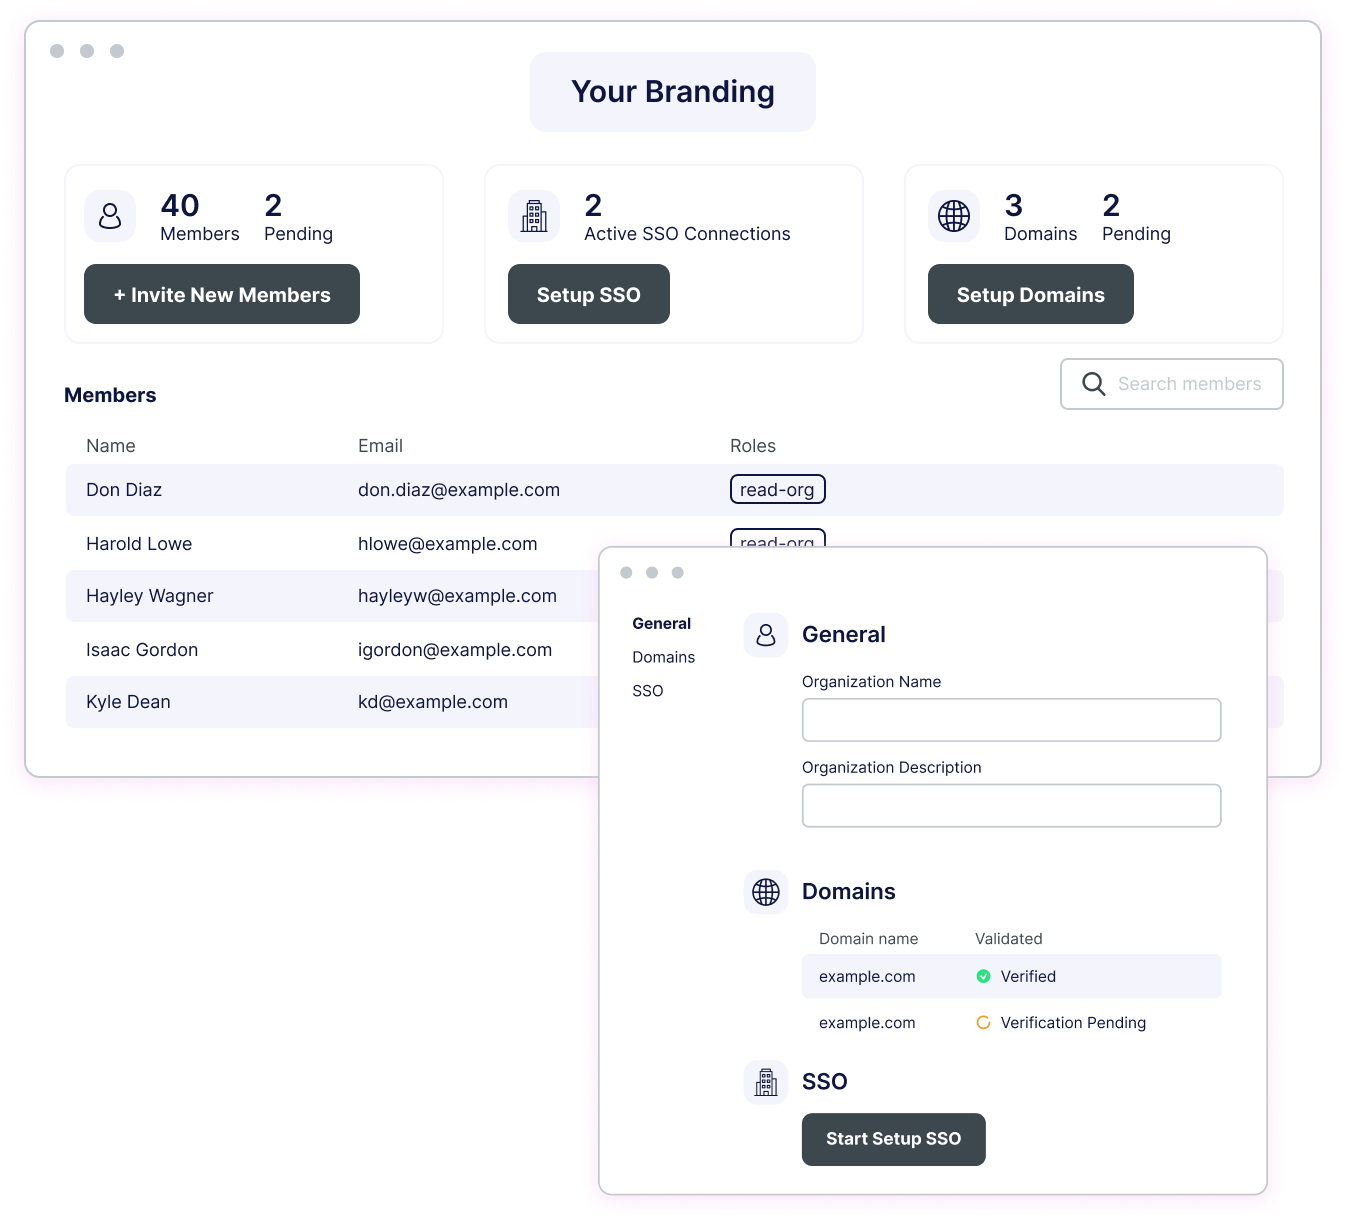 Your Branding
40 2
Members Pending
+ Invite New Members
2
Active SSO Connections
Setup SSO
3 2
Domains Pending
Setup Domains
Members
Search members
Name Email Roles
Don Diaz don.diaz@example.com read-org
Harold Lowe hlowe@example.com read-org
Hayley Wagner hayleyw@example.com
Isaac Gordon igordon@example.com
Kyle Dean kd@example.com
General
Domains
SSO
General
Organization Name
Organization Description
Domains
Domain name Validated
example.com Verified
example.com Verification Pending
SSO
Start Setup SSO